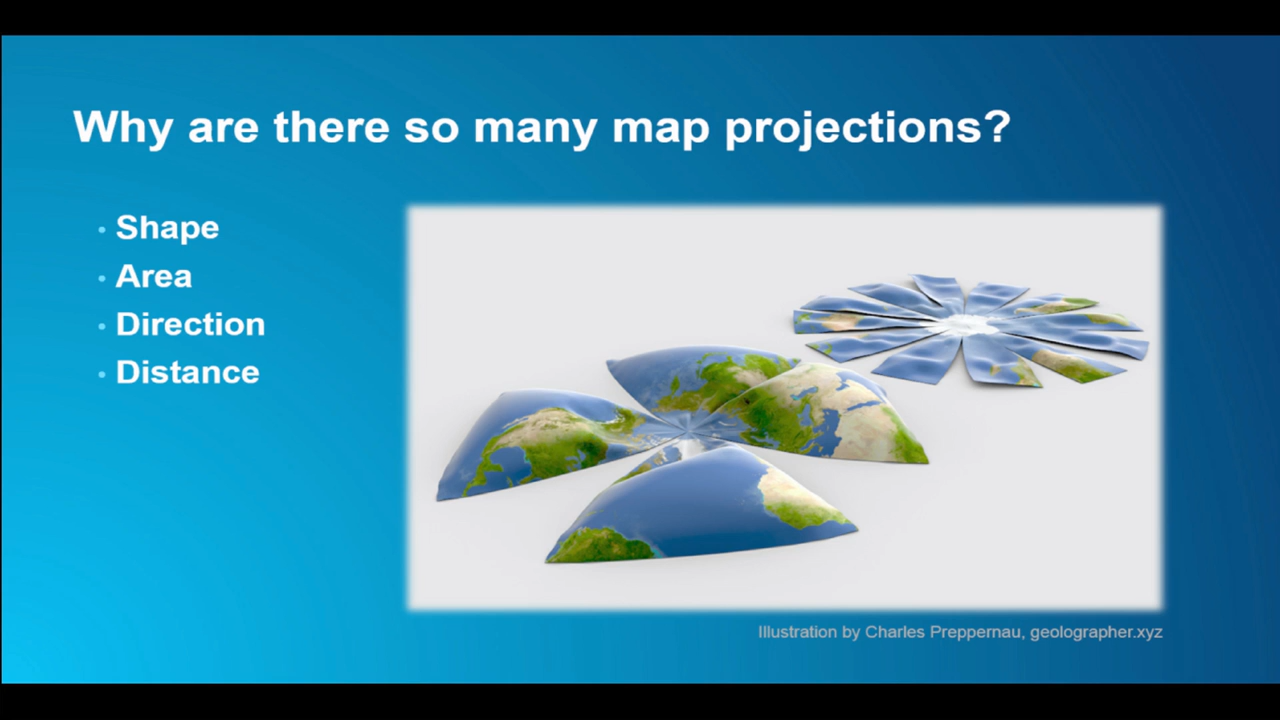 Why are there so many map projections?
• Shape
• Area
• Direction
• Distance
Illustration by Charles Preppernau, geolographer.xyz